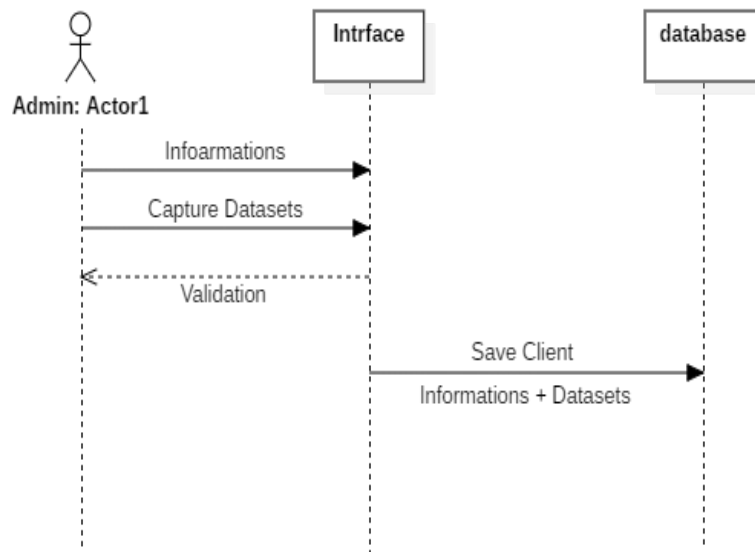 Intrface
database
Admin: Actor1
Infoarmations
Capture Datasets
Validation
Save Client
Informations + Datasets